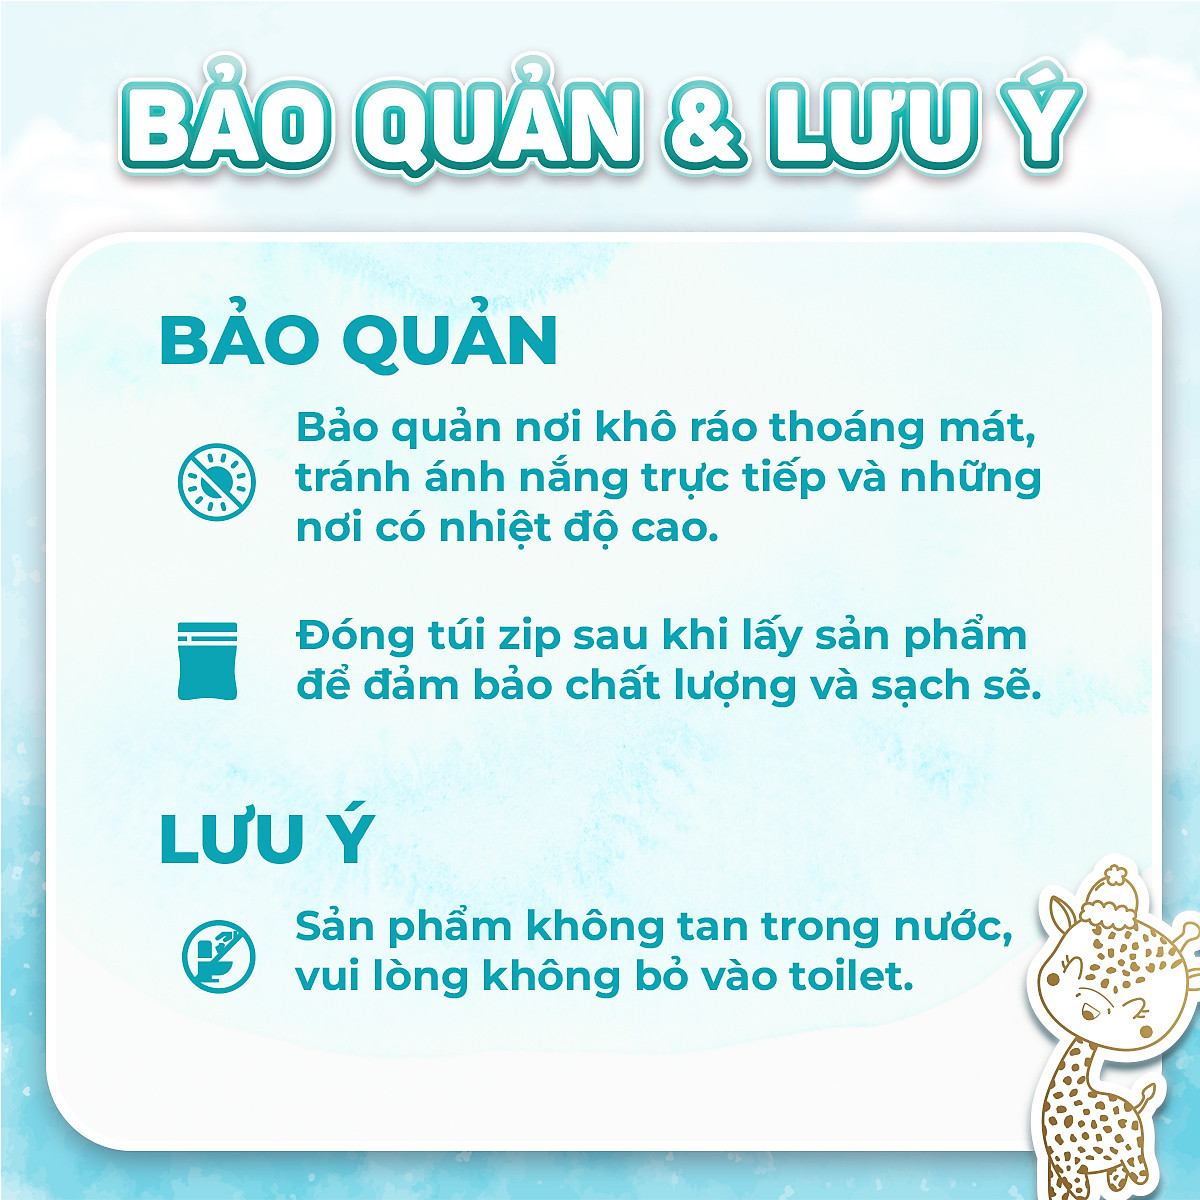 BẢO QUẢN & LƯU Ý
BẢO QUẢN
Bảo quản nơi khô ráo thoáng mát,
tránh ánh nắng trực tiếp và những
nơi có nhiệt độ cao.
Đóng túi zip sau khi lấy sản phẩm
để đảm bảo chất lượng và sạch sẽ.
LƯU Ý
Sản phẩm không tan trong nước,
vui lòng không bỏ vào toilet.